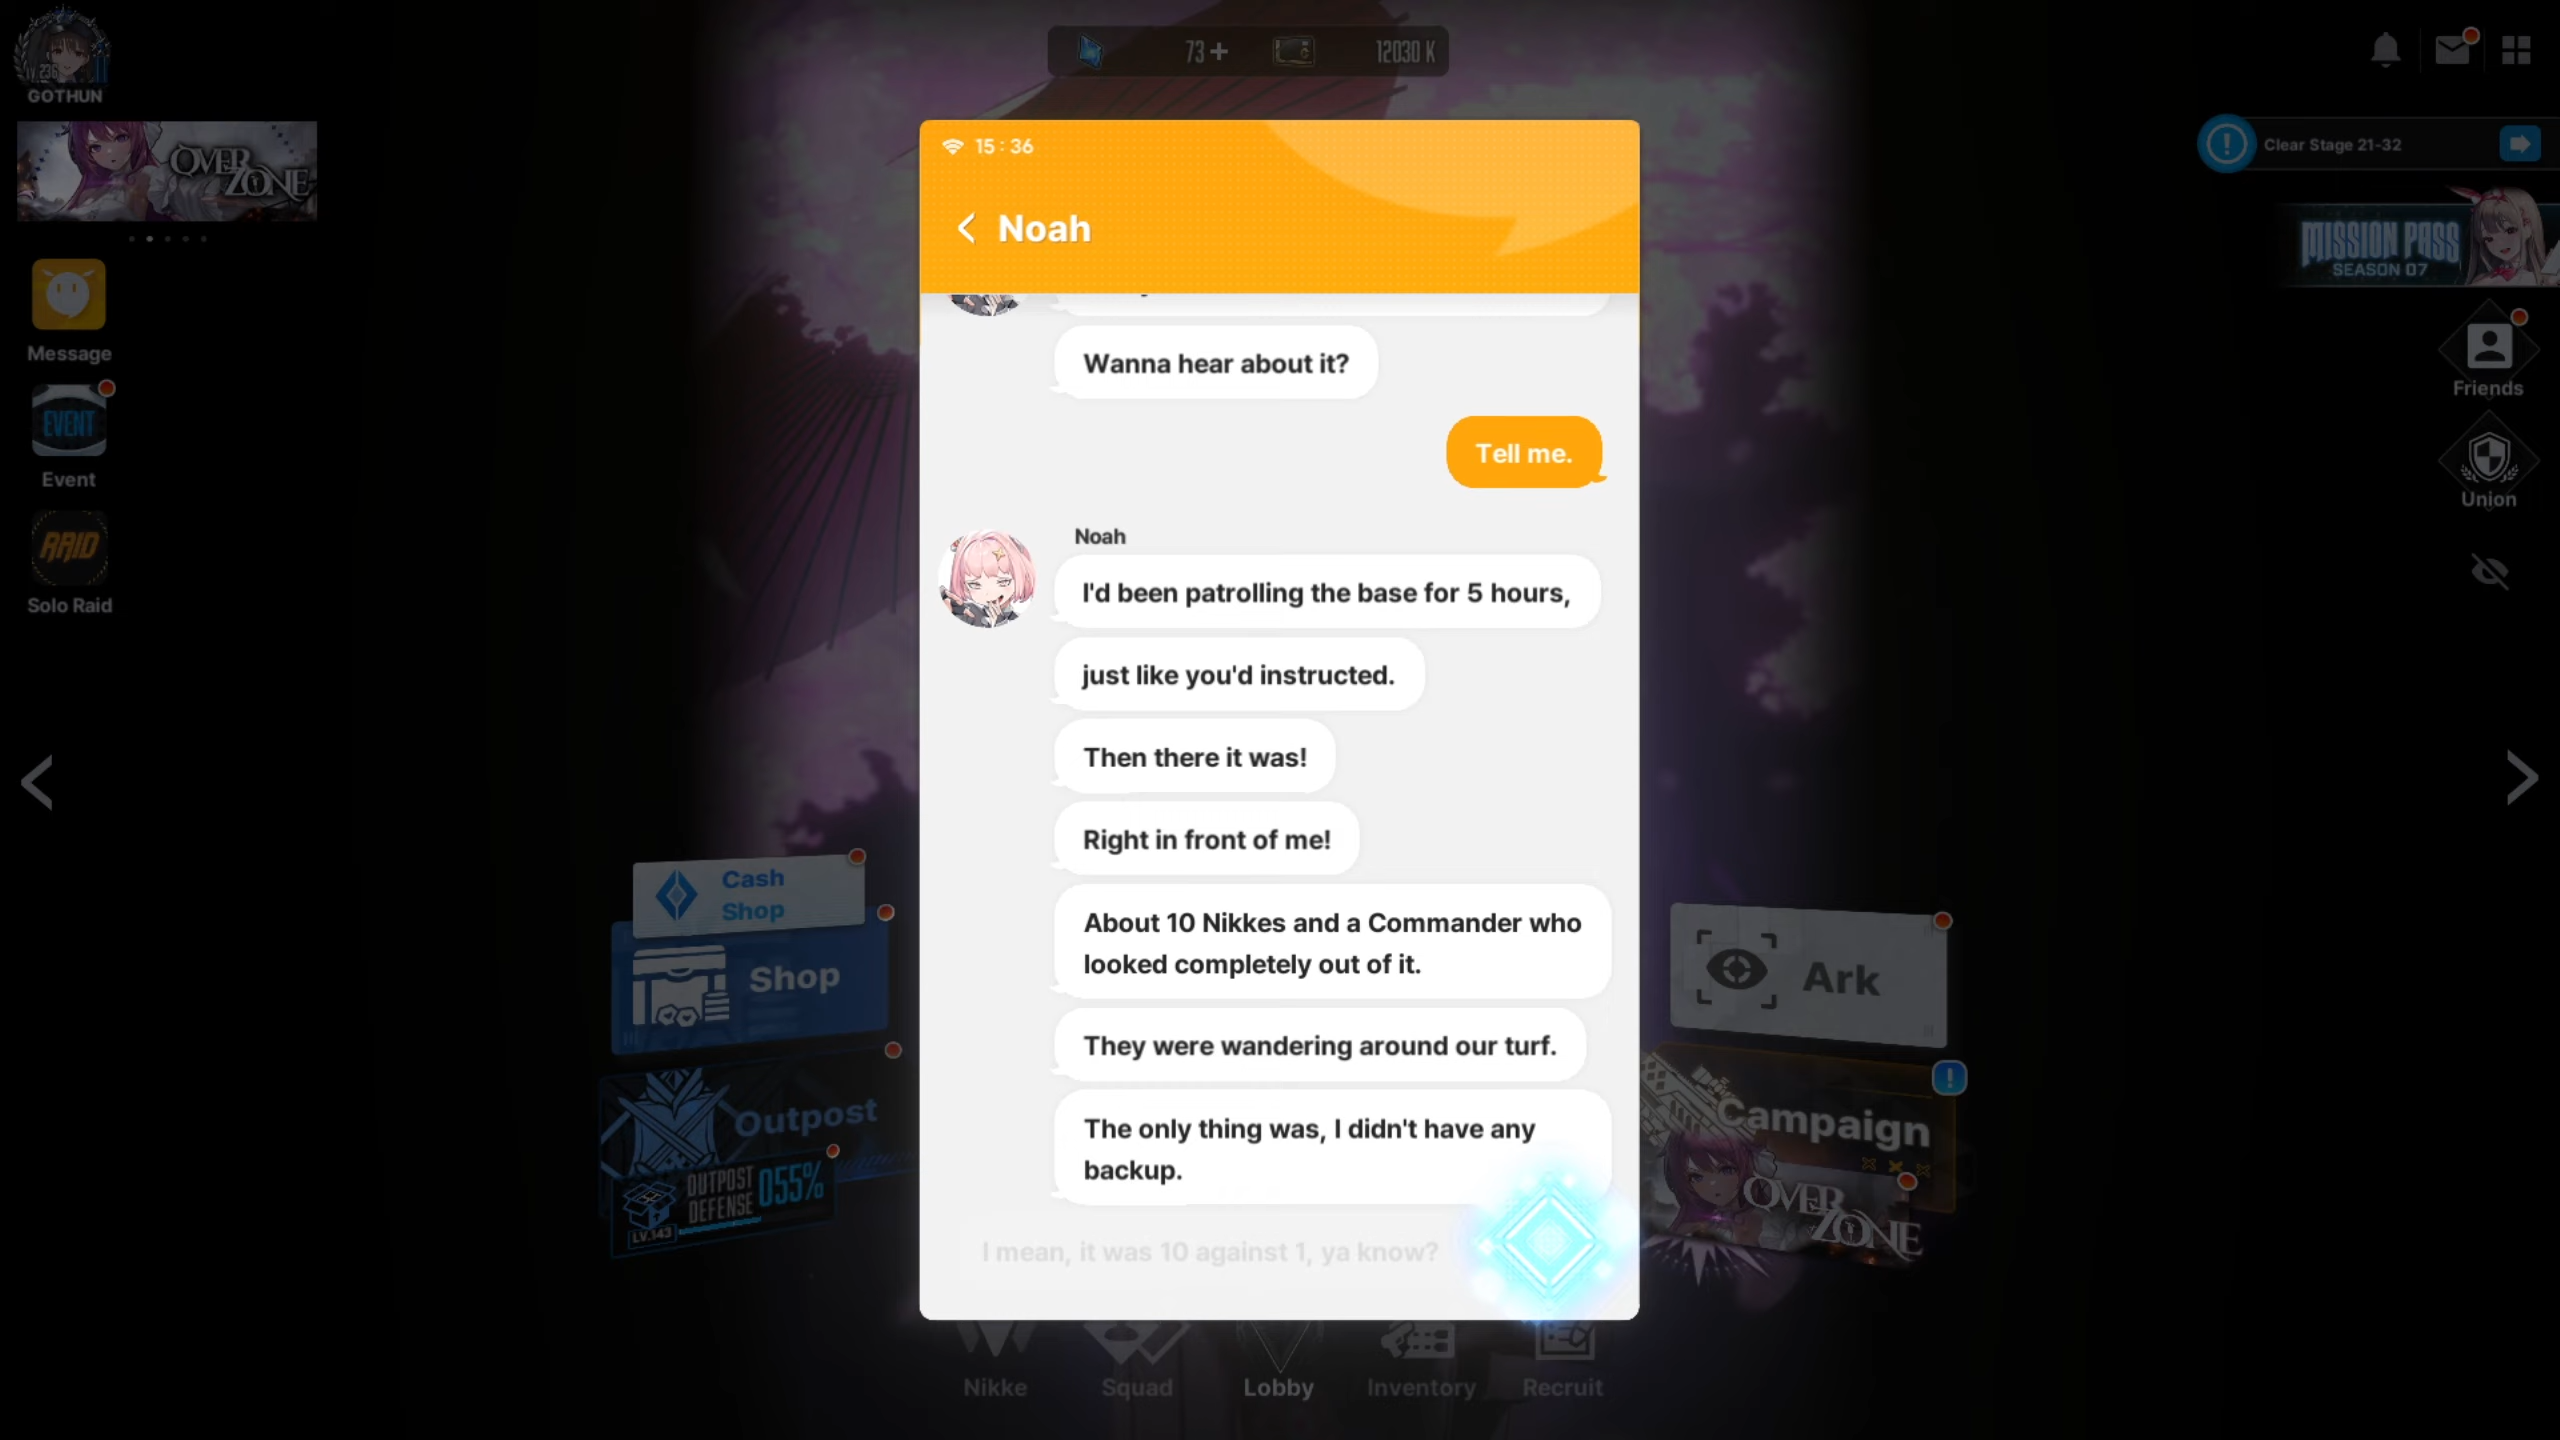 LV.236
GOTHUN
73+
12030 K
15 : 36
Noah
Clear Stage 21-32
OVER
ZONE
MISSION PASS
SEASON 07
Message
EVENT
Event
RAID
Solo Raid
Friends
Union
Wanna hear about it?
Tell me.
Noah
I'd been patrolling the base for 5 hours,
just like you'd instructed.
Then there it was!
Right in front of me!
About 10 Nikkes and a Commander who
looked completely out of it.
They were wandering around our turf.
The only thing was, I didn't have any
backup.
I mean, it was 10 against 1, ya know?
Cash
Shop
Shop
Outpost
OUTPOST
DEFENSE
055%
LV.143
Ark
Campaign
OVER
ZONE
Nikke
Squad
Lobby
Inventory
Recruit